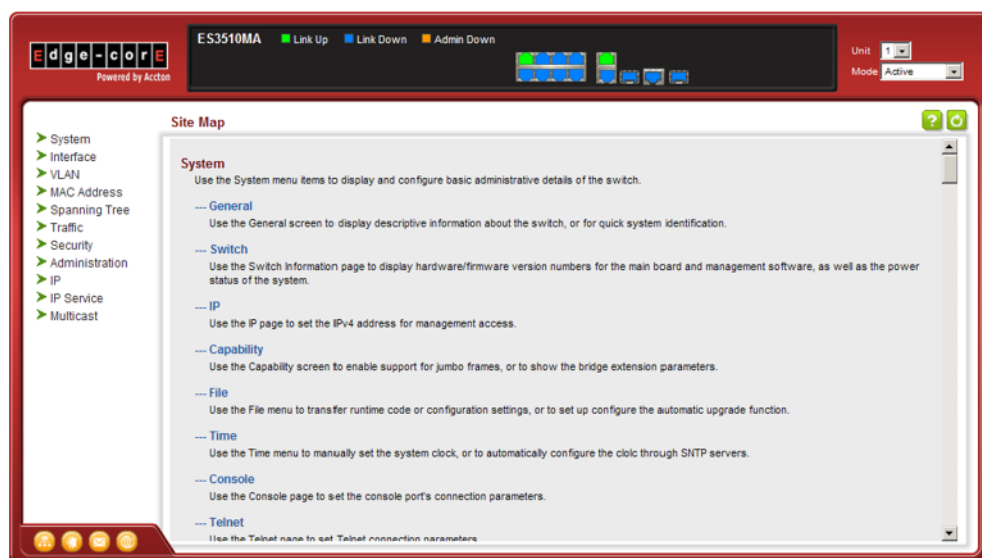 Edge-corE
Powered by Accton
ES3510MA Link Up Link Down Admin Down
Unit 1
Mode Active
Site Map
System
Interface
VLAN
MAC Address
Spanning Tree
Traffic
Security
Administration
IP
IP Service
Multicast
System
Use the System menu items to display and configure basic administrative details of the switch.
--- General
Use the General screen to display descriptive information about the switch, or for quick system identification.
--- Switch
Use the Switch Information page to display hardware/firmware version numbers for the main board and management software, as well as the power
status of the system.
--- IP
Use the IP page to set the IPv4 address for management access.
--- Capability
Use the Capability screen to enable support for jumbo frames, or to show the bridge extension parameters.
--- File
Use the File menu to transfer runtime code or configuration settings, or to set up configure the automatic upgrade function.
--- Time
Use the Time menu to manually set the system clock, or to automatically configure the clolc through SNTP servers.
--- Console
Use the Console page to set the console port's connection parameters.
--- Telnet
Use the Telnet page to set Telnet connection parameters